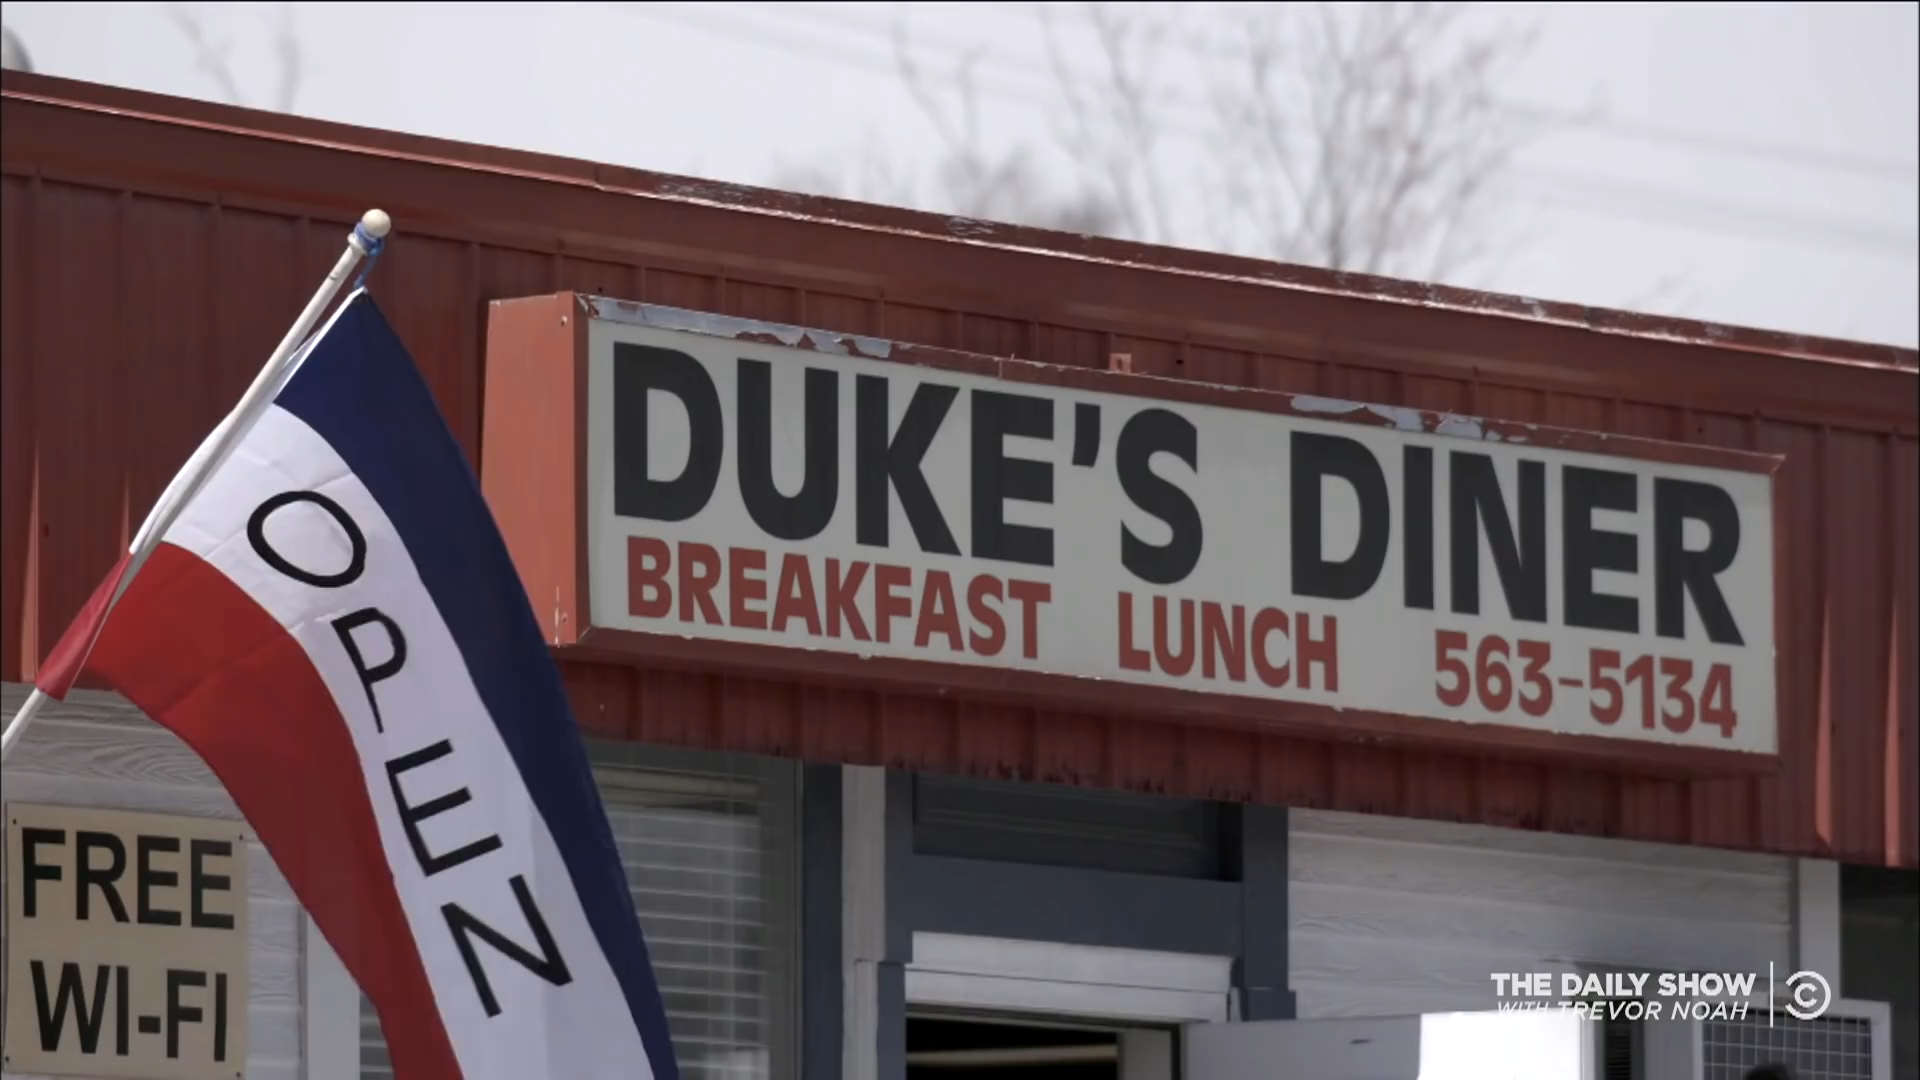 DUKE'S DINER
BREAKFAST LUNCH 563-5134
OPEN
FREE
WI-FI
THE DAILY SHOW
WITH TREVOR NOAH